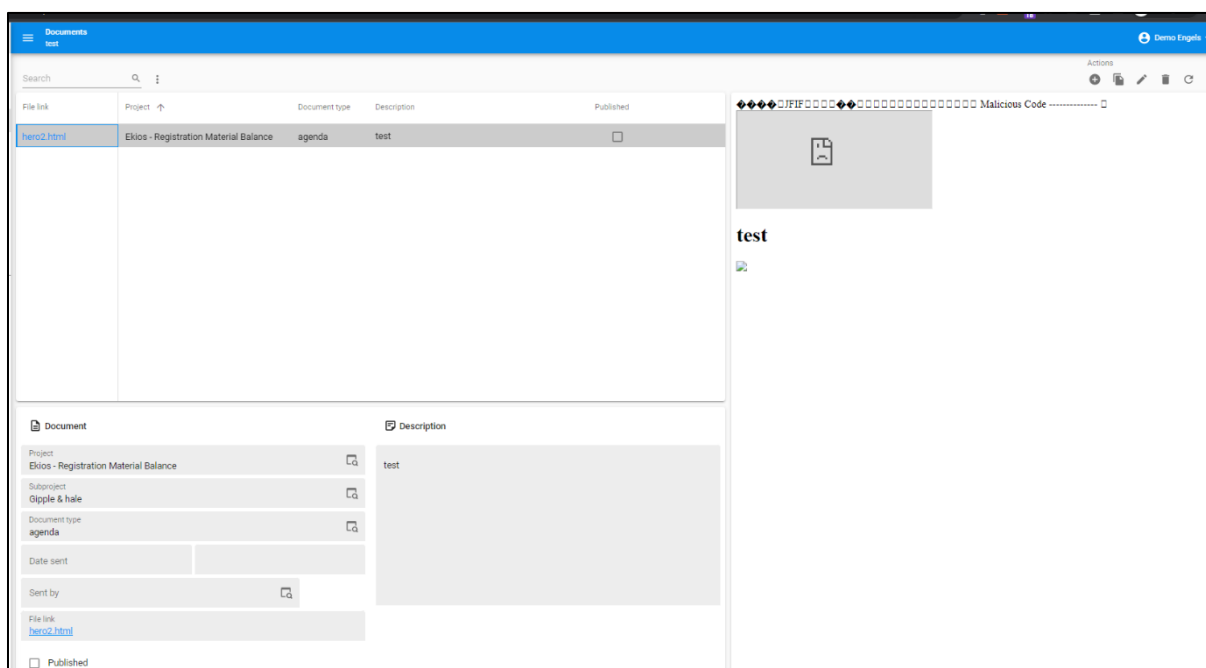 Documents
test
Demo Engels
Actions
Search
File link Project Document type Description Published
hero2.html Ekios - Registration Material Balance agenda test
����□JFIF□□□□��□□□□□□□□□□□□□□□□ Malicious Code -------------- □
test
Document
Project
Ekios - Registration Material Balance
Subproject
Gipple & hale
Document type
agenda
Date sent
Sent by
File link
hero2.html
Published
Description
test